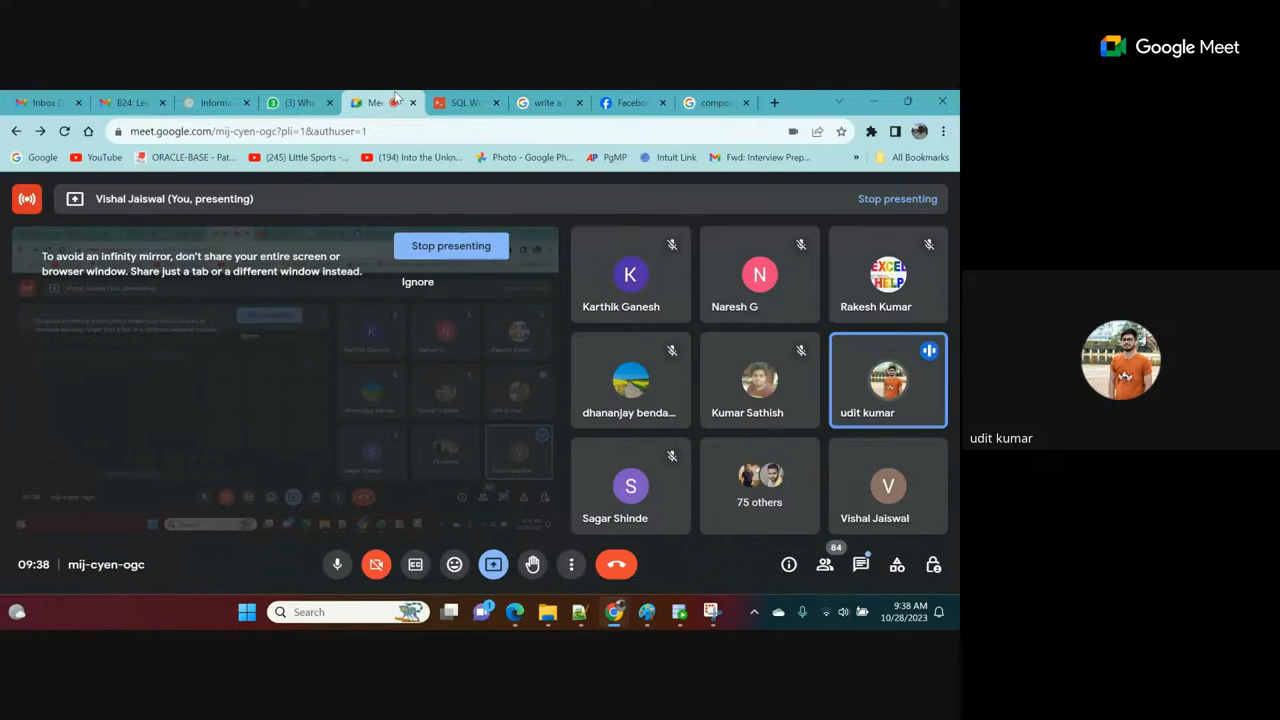 Google Meet
Inbox (
B24: Le
Informa
(3) Wha
Mee
SQL Wo
write a s
Faceboo
compo
meet.google.com/mij-cyen-ogc?pli=1&authuser=1
Google
YouTube
ORACLE-BASE - Pat...
(245) Little Sports -...
(194) Into the Unkno...
Photo - Google Pho...
PgMP
Intuit Link
Fwd: Interview Prep...
»
All Bookmarks
Vishal Jaiswal (You, presenting)
Stop presenting
To avoid an infinity mirror, don't share your entire screen or
browser window. Share just a tab or a different window instead.
Stop presenting
Ignore
K
Karthik Ganesh
N
Naresh G
EXCEL
HELP
Rakesh Kumar
dhananjay benda...
Kumar Sathish
udit kumar
S
Sagar Shinde
75 others
V
Vishal Jaiswal
udit kumar
09:38 | mij-cyen-ogc
84
Search
9:38 AM
10/28/2023